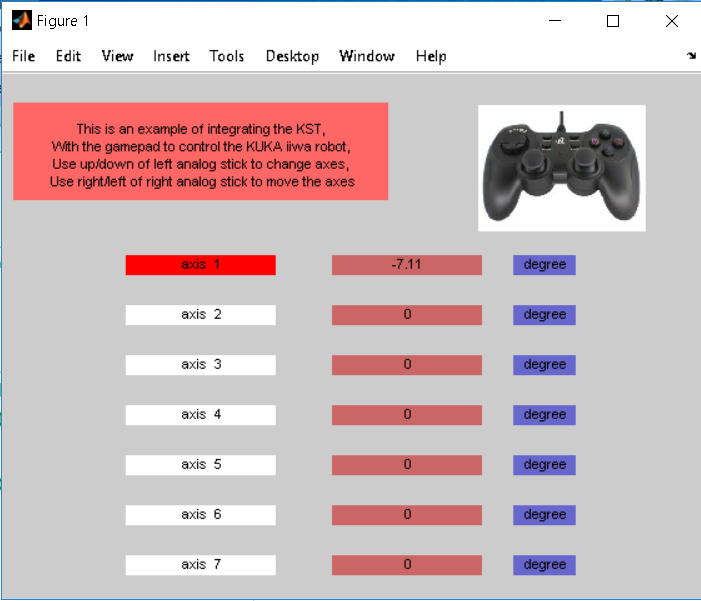 Figure 1
File Edit View Insert Tools Desktop Window Help
This is an example of integrating the KST,
With the gamepad to control the KUKA iiwa robot,
Use up/down of left analog stick to change axes,
Use right/left of right analog stick to move the axes
axis 1 -7.11 degree
axis 2 0 degree
axis 3 0 degree
axis 4 0 degree
axis 5 0 degree
axis 6 0 degree
axis 7 0 degree